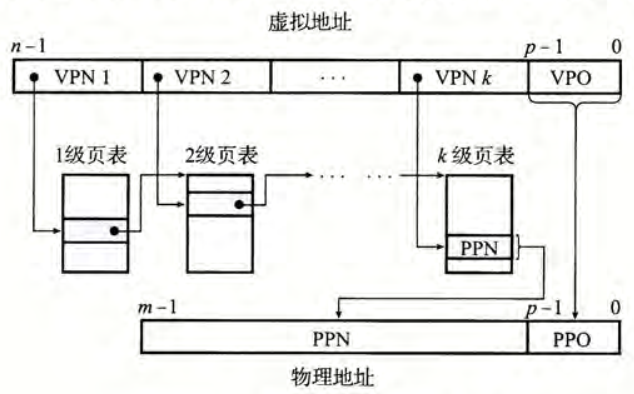 虚拟地址
n-1 p-1 0
VPN 1 VPN 2 ··· VPN k VPO
1级页表 2级页表 ··· ··· k 级页表
PPN
m-1 p-1 0
PPN PPO
物理地址